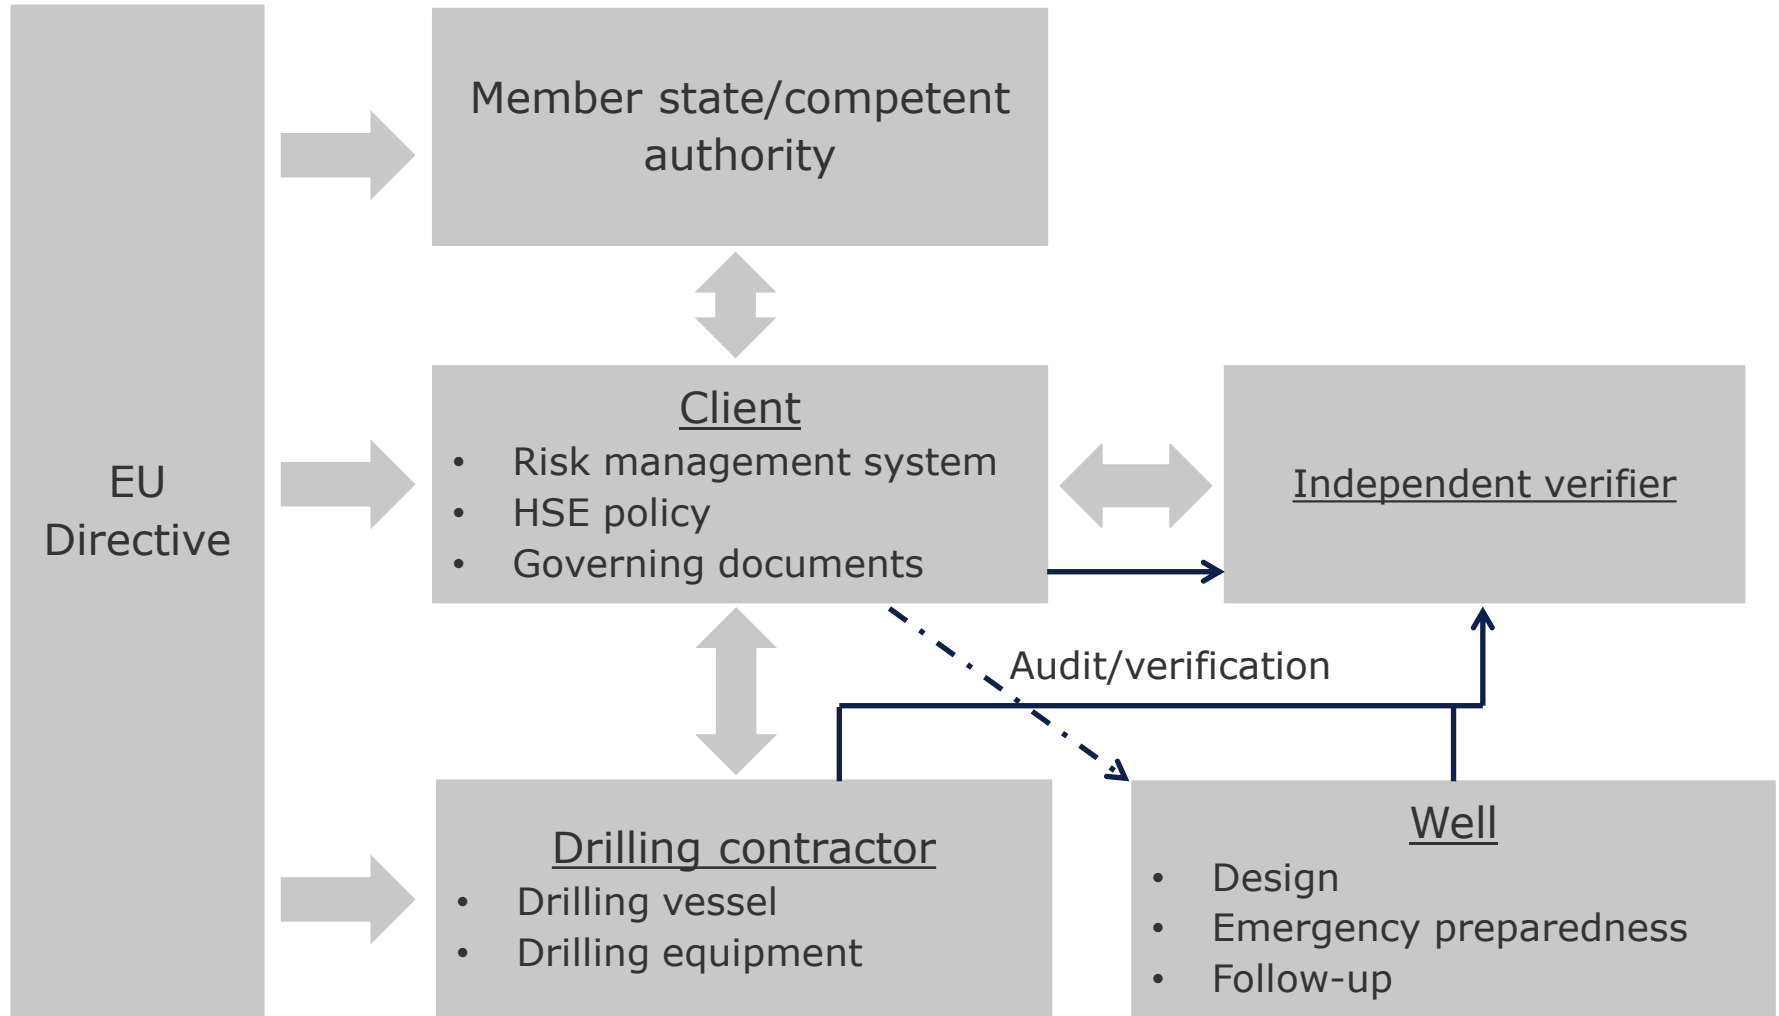 EU
Directive
Member state/competent
authority
Client
• Risk management system
• HSE policy
• Governing documents
Independent verifier
Audit/verification
Drilling contractor
• Drilling vessel
• Drilling equipment
Well
• Design
• Emergency preparedness
• Follow-up